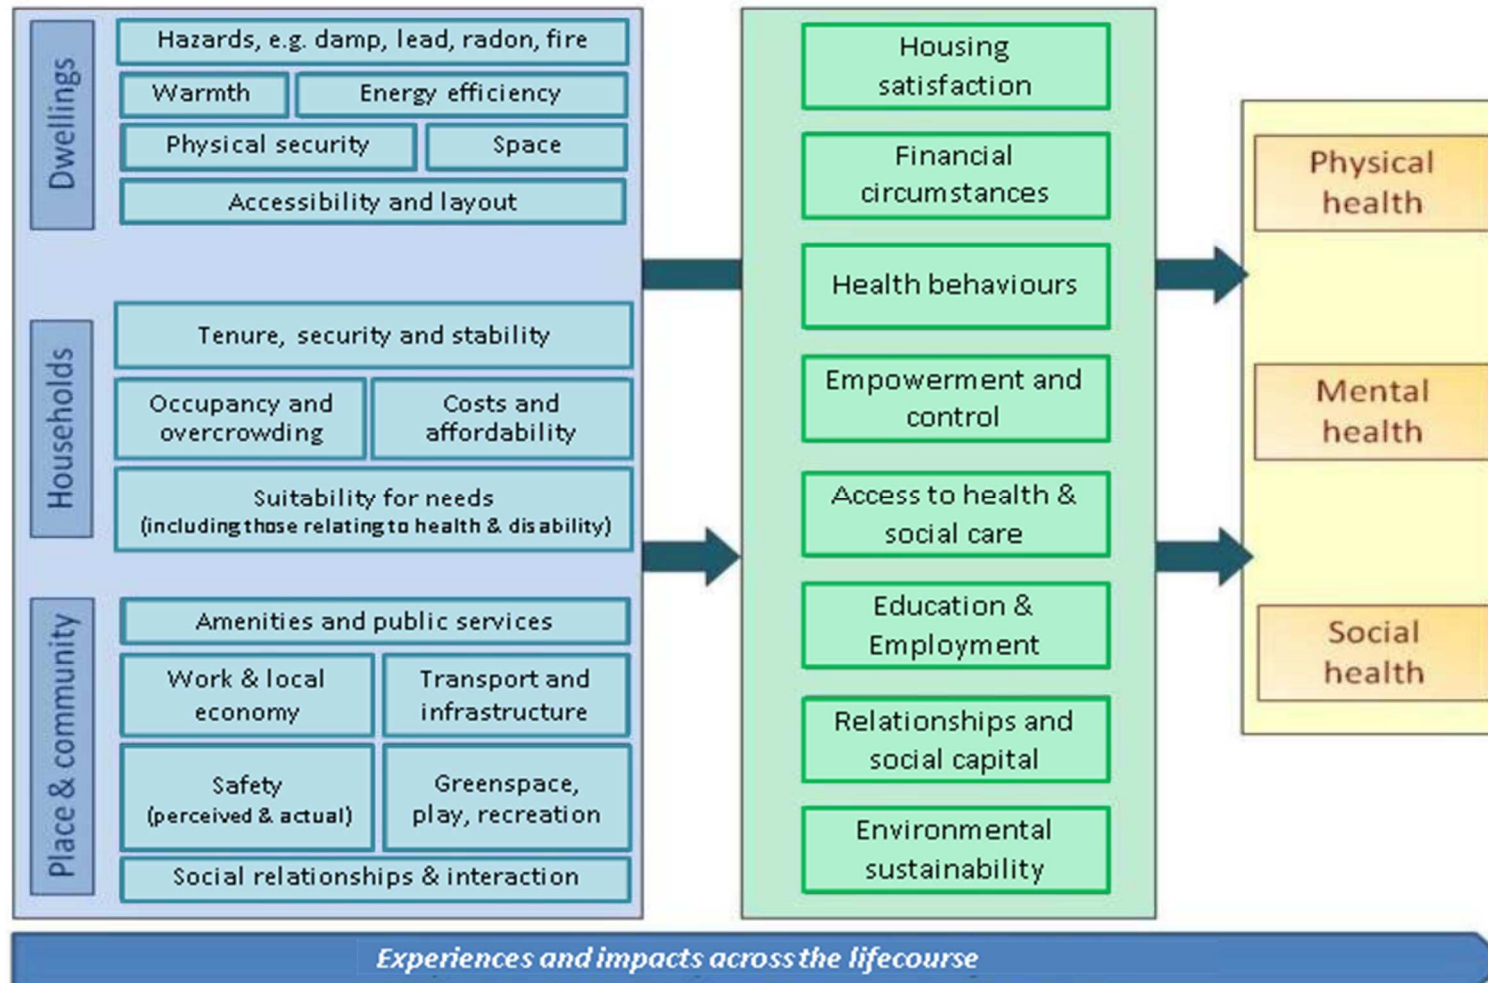 Dwellings
Hazards, e.g. damp, lead, radon, fire
Warmth
Energy efficiency
Physical security
Space
Accessibility and layout
Households
Tenure, security and stability
Occupancy and
overcrowding
Costs and
affordability
Suitability for needs
(including those relating to health & disability)
Place & community
Amenities and public services
Work & local
economy
Transport and
infrastructure
Safety
(perceived & actual)
Greenspace,
play, recreation
Social relationships & interaction
Housing
satisfaction
Financial
circumstances
Health behaviours
Empowerment and
control
Access to health &
social care
Education &
Employment
Relationships and
social capital
Environmental
sustainability
Physical
health
Mental
health
Social
health
Experiences and impacts across the lifecourse